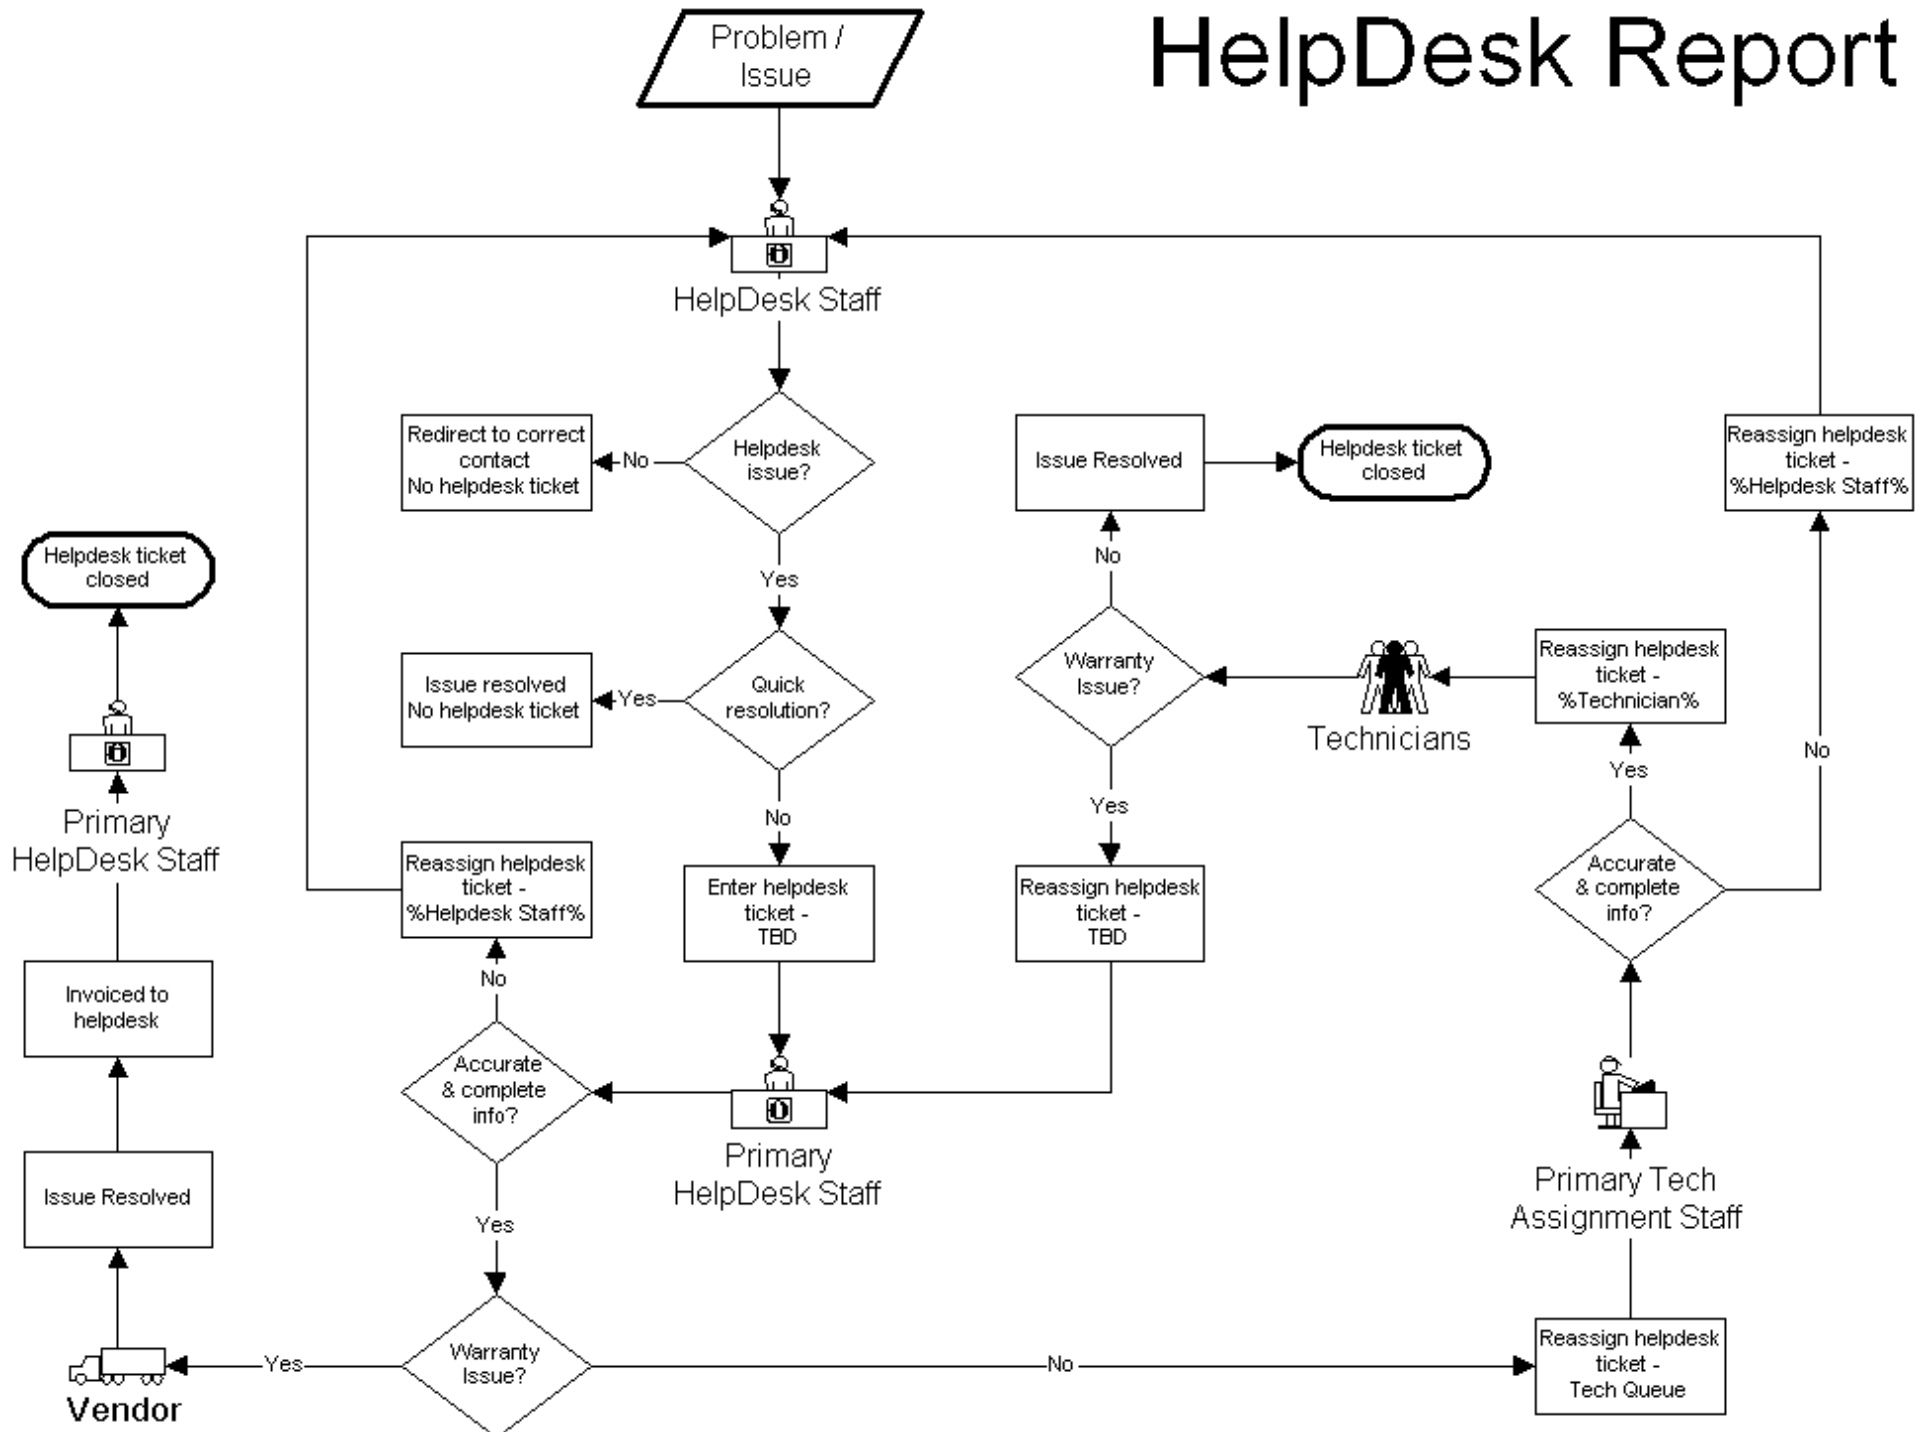 HelpDesk Report
Problem /
Issue
HelpDesk Staff
Helpdesk
issue?
No
Redirect to correct
contact
No helpdesk ticket
Yes
Quick
resolution?
Yes
Issue resolved
No helpdesk ticket
No
Enter helpdesk
ticket -
TBD
Primary
HelpDesk Staff
Accurate
& complete
info?
No
Reassign helpdesk
ticket -
%Helpdesk Staff%
Yes
Warranty
Issue?
Yes
Vendor
Issue Resolved
Invoiced to
helpdesk
Primary
HelpDesk Staff
Helpdesk ticket
closed
No
Reassign helpdesk
ticket -
Tech Queue
Primary Tech
Assignment Staff
Accurate
& complete
info?
No
Reassign helpdesk
ticket -
%Helpdesk Staff%
Yes
Reassign helpdesk
ticket -
%Technician%
Technicians
Warranty
Issue?
No
Issue Resolved
Helpdesk ticket
closed
Yes
Reassign helpdesk
ticket -
TBD